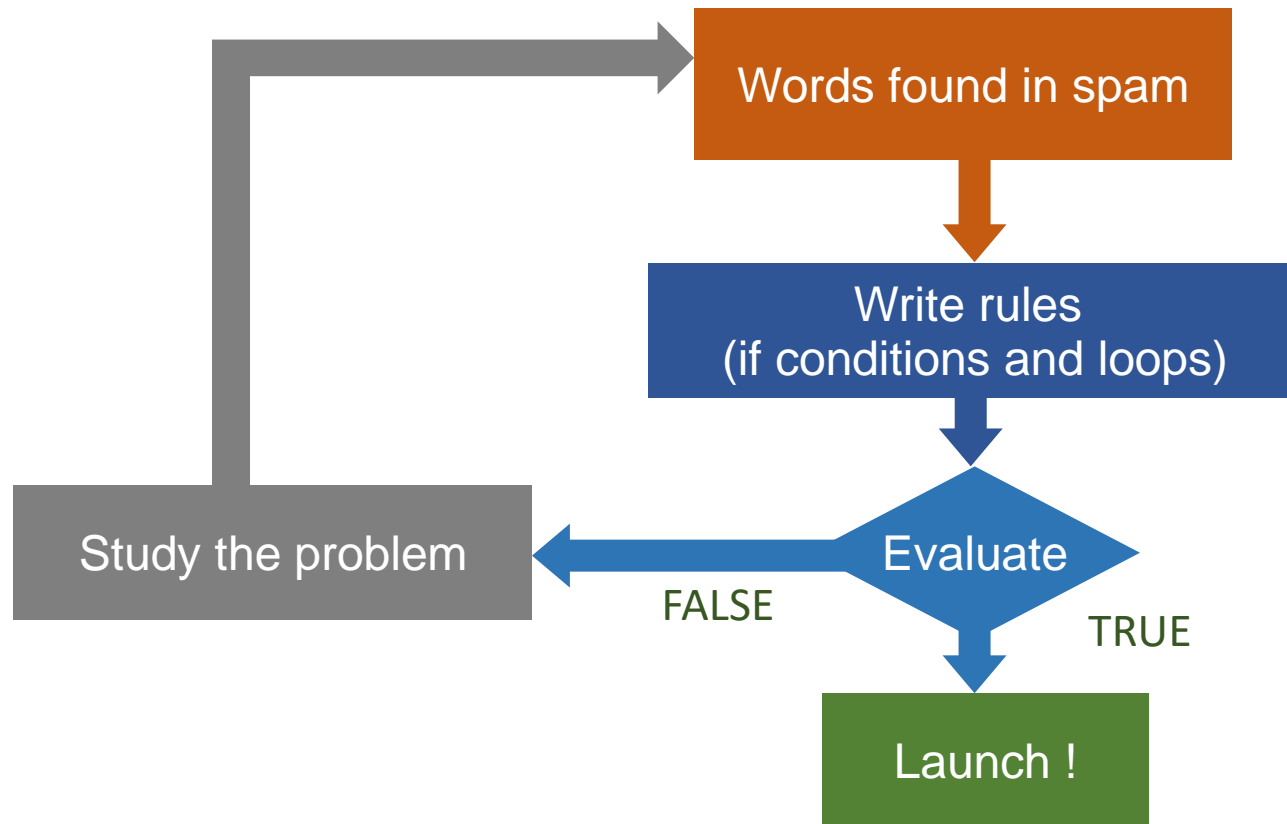 Words found in spam
Write rules
(if conditions and loops)
Evaluate
Study the problem
FALSE
TRUE
Launch !